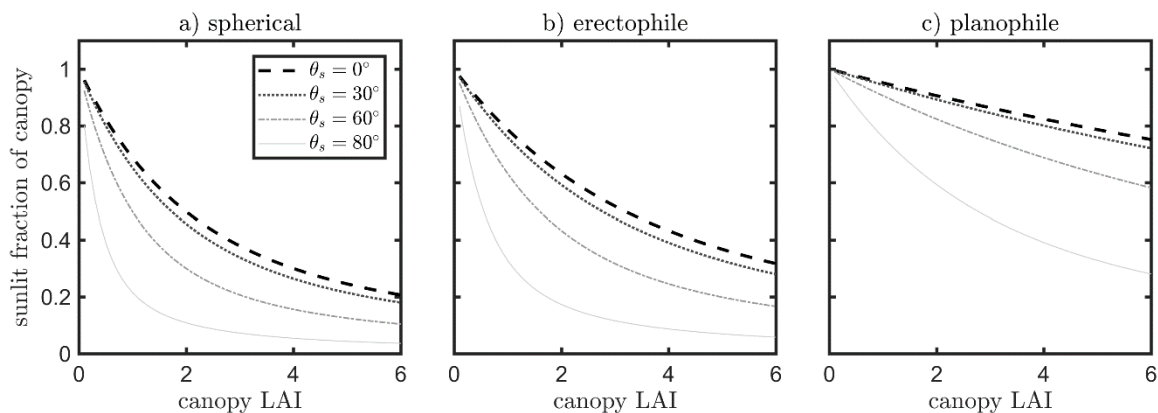 a) spherical
b) erectophile
c) planophile
sunlit fraction of canopy
1
0.8
0.6
0.4
0.2
0
θₛ = 0°
θₛ = 30°
θₛ = 60°
θₛ = 80°
0 2 4 6
0 2 4 6
0 2 4 6
canopy LAI
canopy LAI
canopy LAI